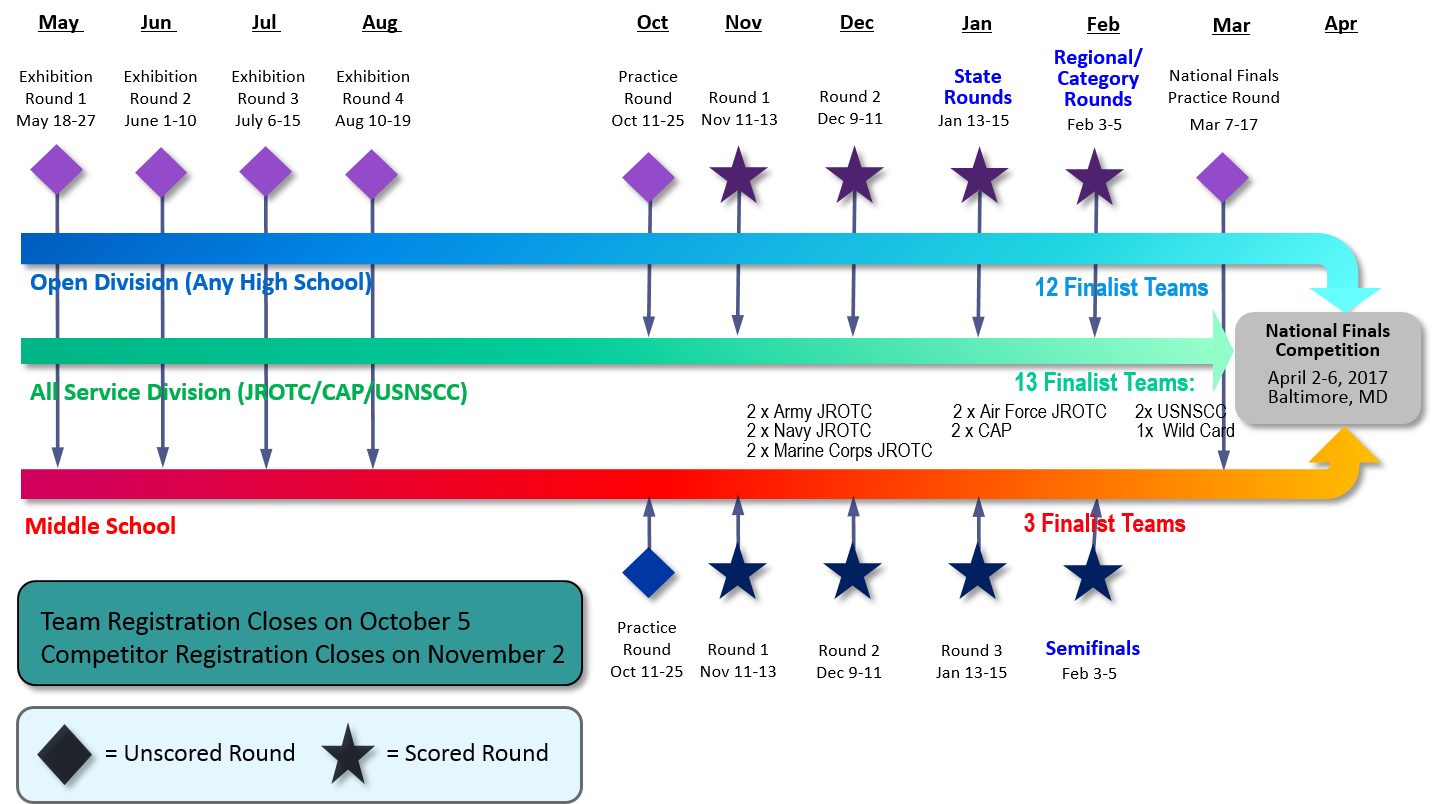 May Jun Jul Aug Oct Nov Dec Jan Feb Mar Apr
Exhibition
Round 1
May 18-27
Exhibition
Round 2
June 1-10
Exhibition
Round 3
July 6-15
Exhibition
Round 4
Aug 10-19
Practice
Round
Oct 11-25
Round 1
Nov 11-13
Round 2
Dec 9-11
State
Rounds
Jan 13-15
Regional/
Category
Rounds
Feb 3-5
National Finals
Practice Round
Mar 7-17
Open Division (Any High School)
12 Finalist Teams
National Finals
Competition
April 2-6, 2017
Baltimore, MD
All Service Division (JROTC/CAP/USNSCC)
13 Finalist Teams:
2 x Army JROTC
2 x Navy JROTC
2 x Marine Corps JROTC
2 x Air Force JROTC
2 x CAP
2x USNSCC
1x Wild Card
Middle School
3 Finalist Teams
Practice
Round
Oct 11-25
Round 1
Nov 11-13
Round 2
Dec 9-11
Round 3
Jan 13-15
Semifinals
Feb 3-5
Team Registration Closes on October 5
Competitor Registration Closes on November 2
= Unscored Round
= Scored Round